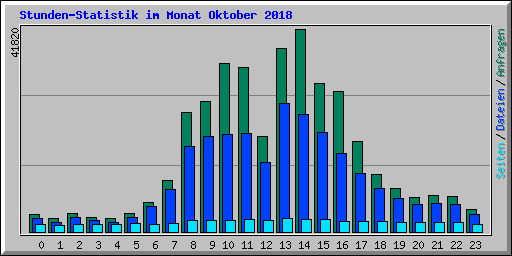 Stunden-Statistik im Monat Oktober 2018
41820
Seiten / Dateien / Anfragen
0 1 2 3 4 5 6 7 8 9 10 11 12 13 14 15 16 17 18 19 20 21 22 23